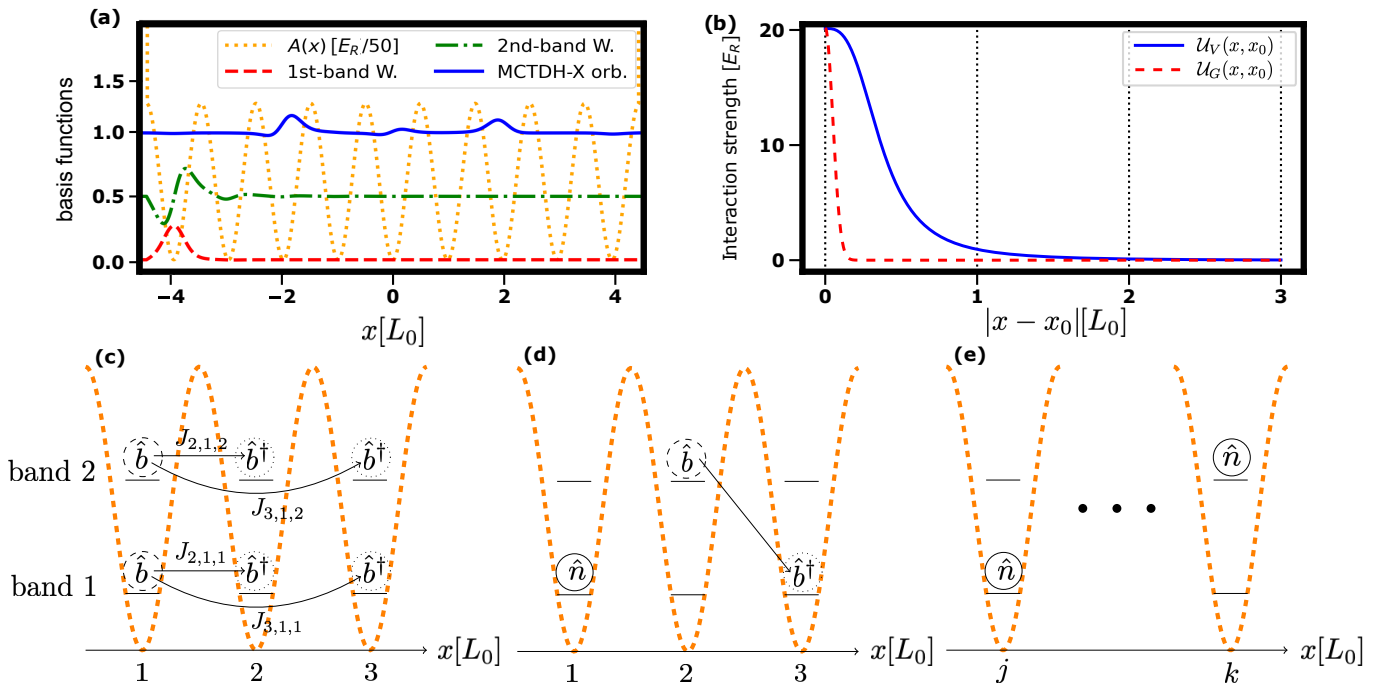 (a)
A(x) [E_R/50]
1st-band W.
2nd-band W.
MCTDH-X orb.
basis functions
1.5
1.0
0.5
0.0
−4
−2
0
2
4
x[L_0]
(b)
𝒰_V(x, x_0)
𝒰_G(x, x_0)
Interaction strength [E_R]
20
10
0
0
1
2
3
|x − x_0|[L_0]
(c)
band 2
b̂
J_{2,1,2}
b̂†
b̂†
J_{3,1,2}
band 1
b̂
J_{2,1,1}
b̂†
b̂†
J_{3,1,1}
1
2
3
x[L_0]
(d)
b̂
n̂
b̂†
1
2
3
x[L_0]
(e)
n̂
• • •
n̂
j
k
x[L_0]